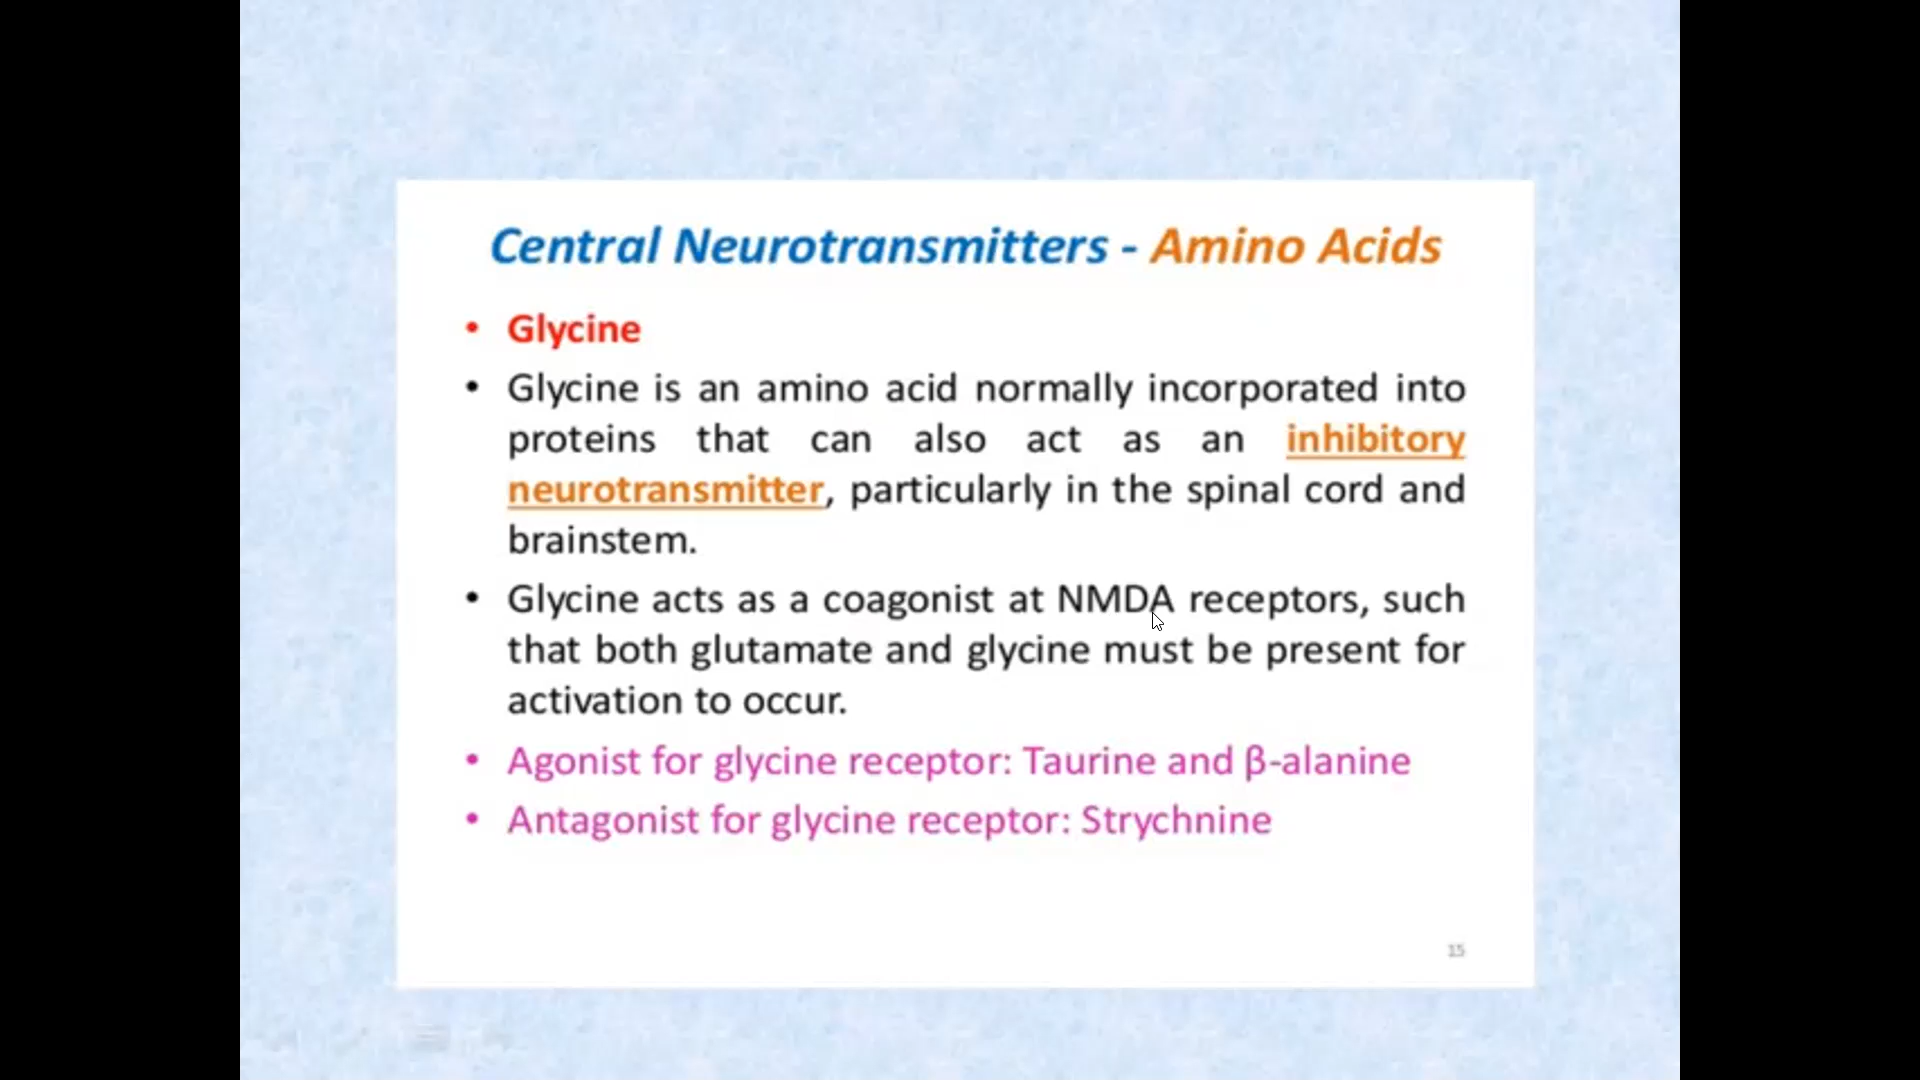 Central Neurotransmitters - Amino Acids
• Glycine
• Glycine is an amino acid normally incorporated into
proteins that can also act as an inhibitory
neurotransmitter, particularly in the spinal cord and
brainstem.
• Glycine acts as a coagonist at NMDA receptors, such
that both glutamate and glycine must be present for
activation to occur.
• Agonist for glycine receptor: Taurine and β-alanine
• Antagonist for glycine receptor: Strychnine
15